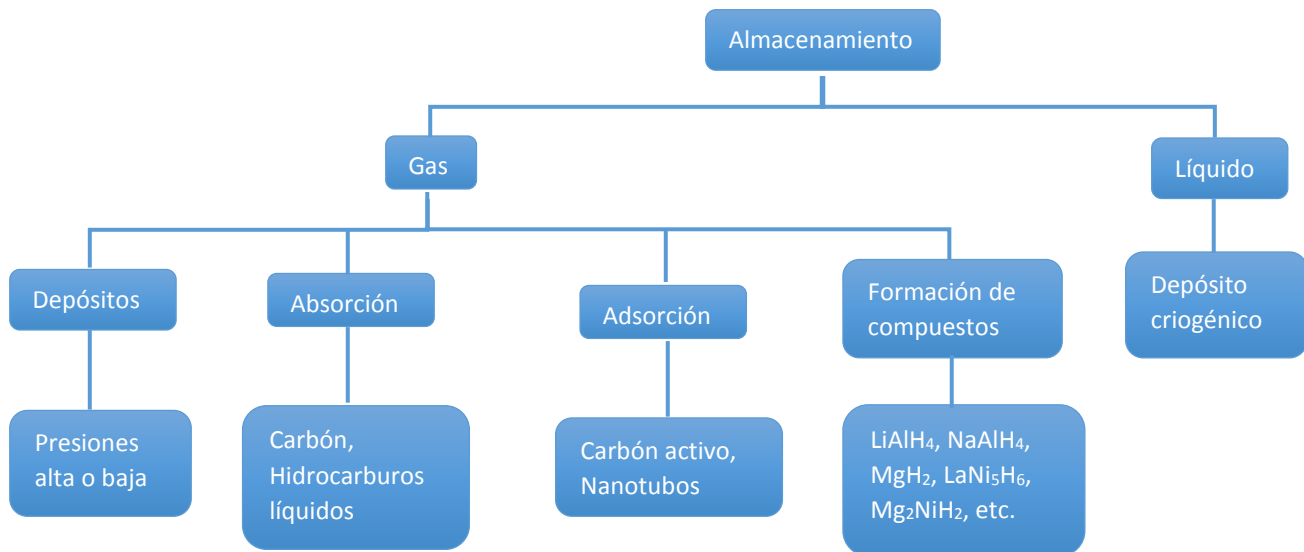 Almacenamiento
Gas
Líquido
Depósitos
Absorción
Adsorción
Formación de
compuestos
Depósito
criogénico
Presiones
alta o baja
Carbón,
Hidrocarburos
líquidos
Carbón activo,
Nanotubos
LiAlH₄, NaAlH₄,
MgH₂, LaNi₅H₆,
Mg₂NiH₂, etc.